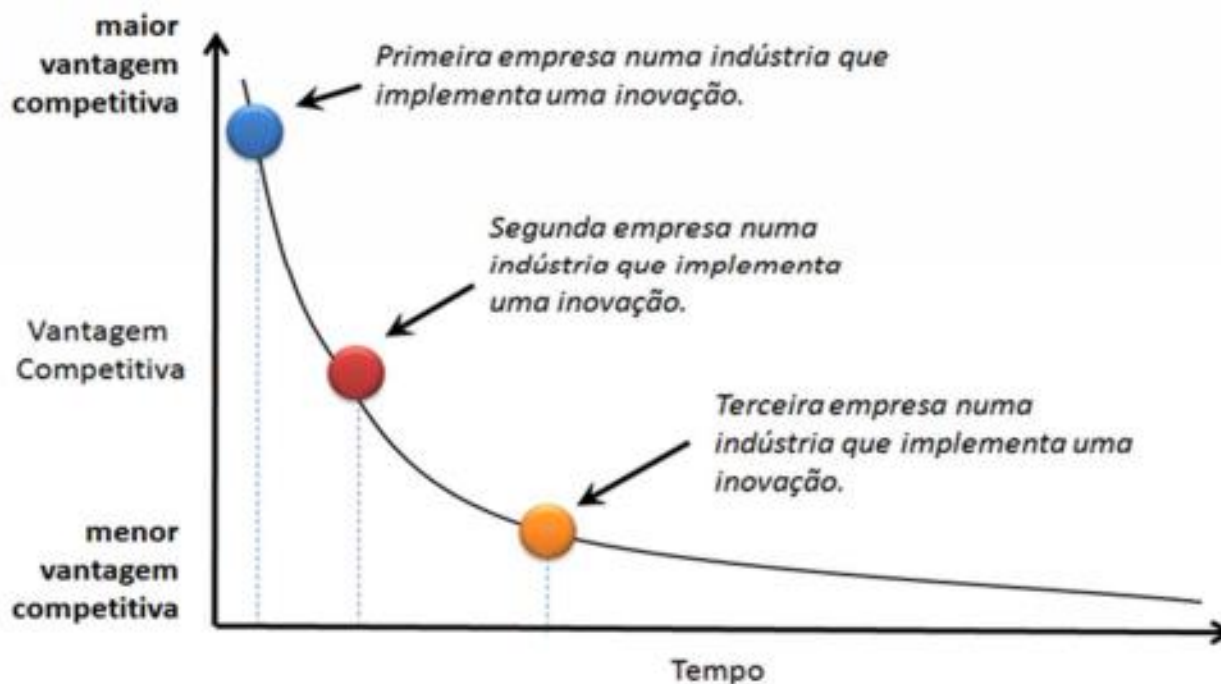 maior
vantagem
competitiva
Primeira empresa numa indústria que
implementa uma inovação.
Segunda empresa numa
indústria que implementa
uma inovação.
Vantagem
Competitiva
Terceira empresa numa
indústria que implementa uma
inovação.
menor
vantagem
competitiva
Tempo